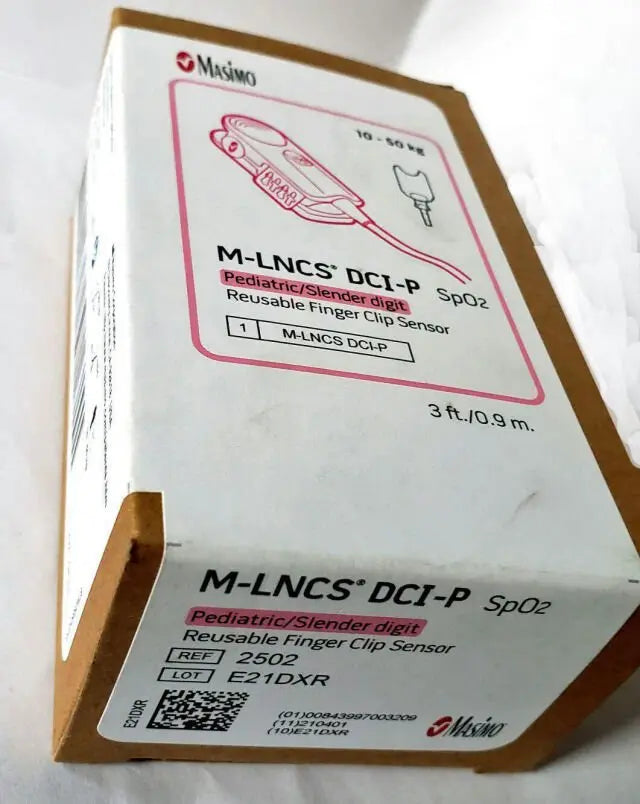 Masimo
10 - 50 kg
M-LNCS® DCI-P SpO2
Pediatric/Slender digit
Reusable Finger Clip Sensor
1 M-LNCS DCI-P
3 ft./0.9 m.
M-LNCS® DCI-P SpO2
Pediatric/Slender digit
Reusable Finger Clip Sensor
REF 2502
LOT E21DXR
E21DXR
(01)00843997003209
(11)210401
(10)E21DXR
Masimo